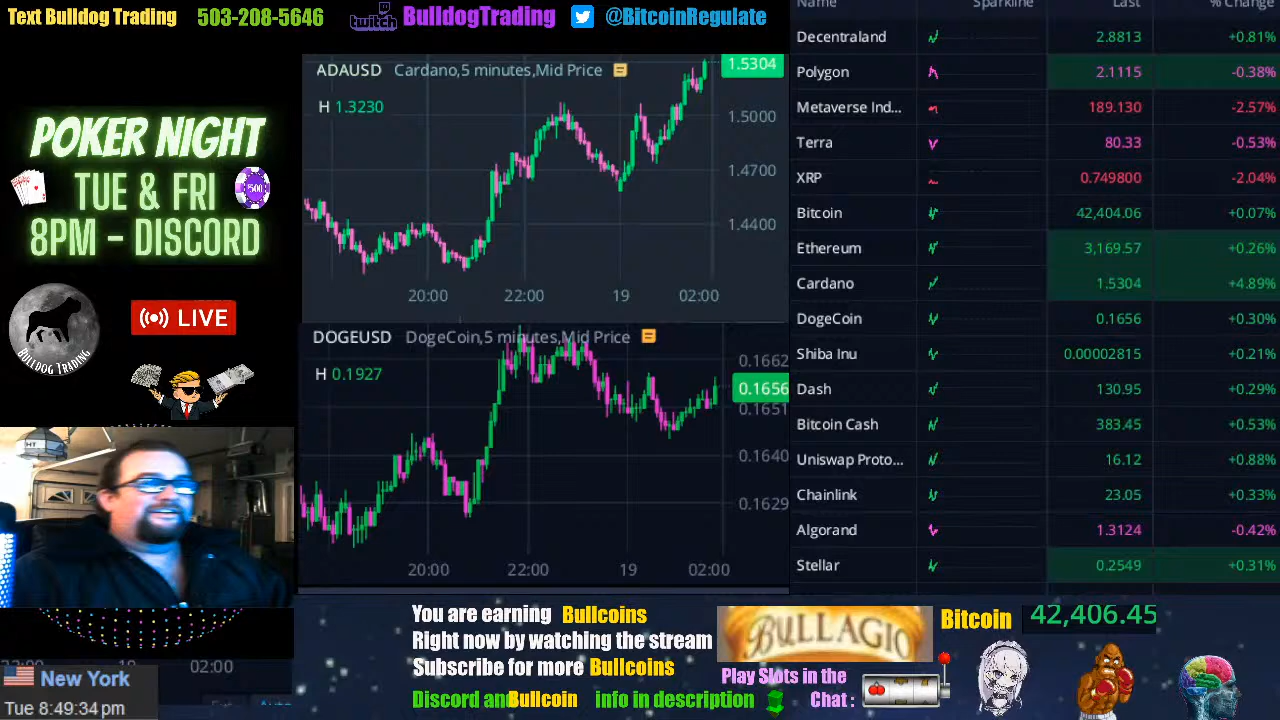 Text Bulldog Trading 503-208-5646 twitch BulldogTrading @BitcoinRegulate
POKER NIGHT
TUE & FRI
8PM - DISCORD
$500
BULLDOG TRADING
LIVE
HT
ADAUSD Cardano,5 minutes,Mid Price
H 1.3230
1.5304
1.5000
1.4700
1.4400
20:00 22:00 19 02:00
DOGEUSD DogeCoin,5 minutes,Mid Price
H 0.1927
0.1662
0.1656
0.1651
0.1640
0.1629
20:00 22:00 19 02:00
Name Sparkline Last % Change
Decentraland 2.8813 +0.81%
Polygon 2.1115 -0.38%
Metaverse Ind... 189.130 -2.57%
Terra 80.33 -0.53%
XRP 0.749800 -2.04%
Bitcoin 42,404.06 +0.07%
Ethereum 3,169.57 +0.26%
Cardano 1.5304 +4.89%
DogeCoin 0.1656 +0.30%
Shiba Inu 0.00002815 +0.21%
Dash 130.95 +0.29%
Bitcoin Cash 383.45 +0.53%
Uniswap Proto... 16.12 +0.88%
Chainlink 23.05 +0.33%
Algorand 1.3124 -0.42%
Stellar 0.2549 +0.31%
You are earning Bullcoins
Right now by watching the stream
Subscribe for more Bullcoins
Discord and Bullcoin info in description
BULLAGIO
Play Slots in the
Chat :
Bitcoin 42,406.45
02:00
New York
Tue 8:49:34 pm